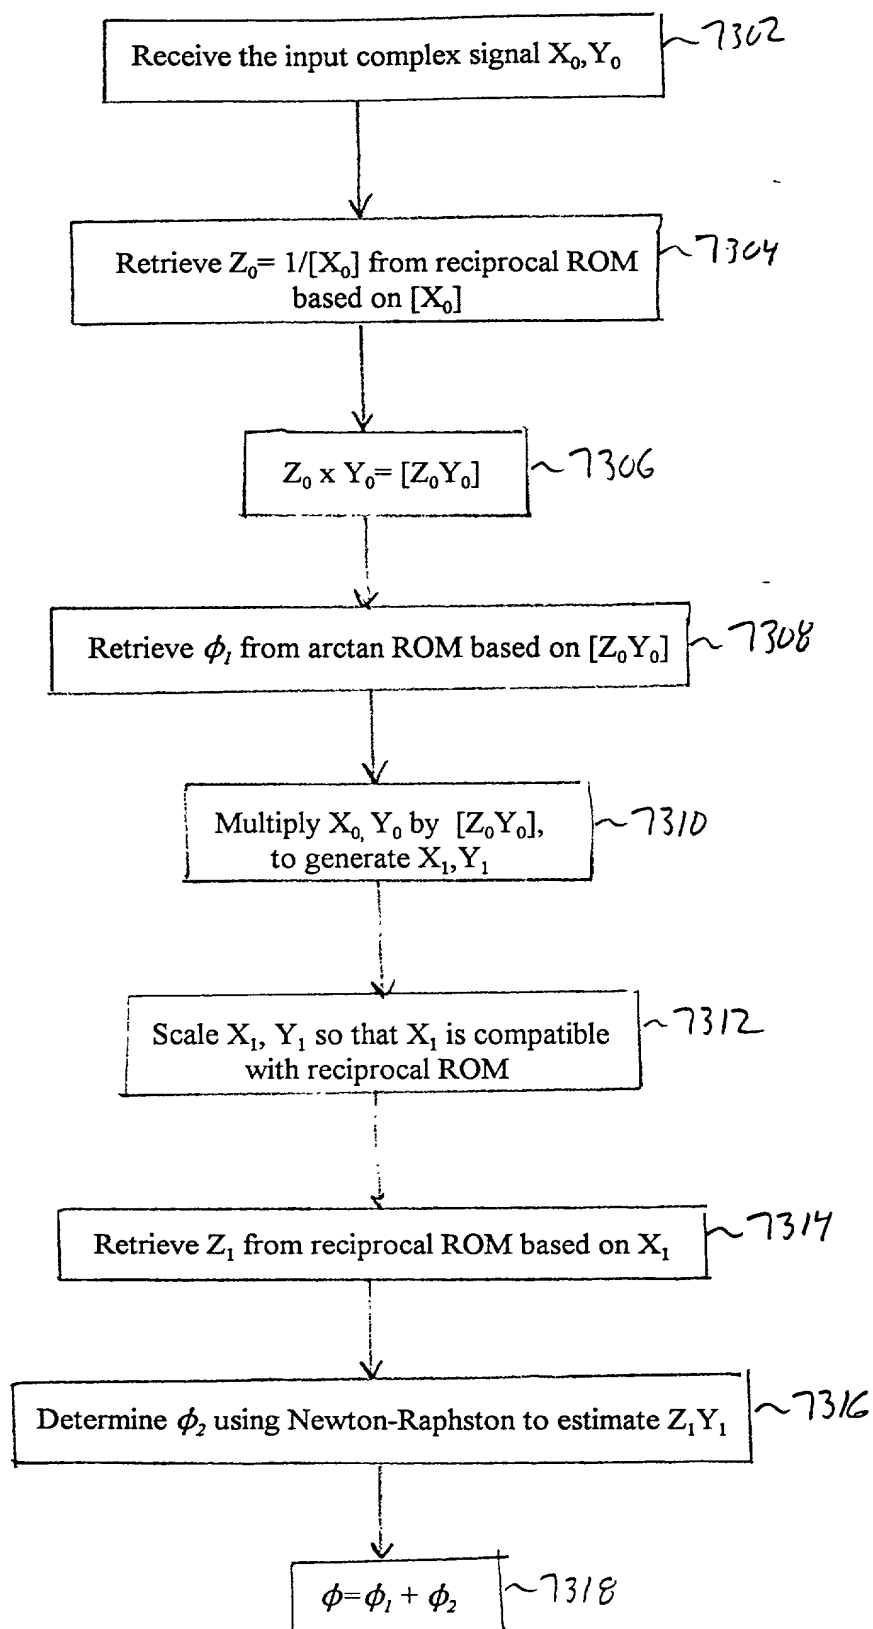 Receive the input complex signal X₀,Y₀
~7302
Retrieve Z₀= 1/[X₀] from reciprocal ROM
based on [X₀]
~7304
Z₀ x Y₀= [Z₀Y₀]
~7306
Retrieve ϕ₁ from arctan ROM based on [Z₀Y₀]
~7308
Multiply X₀, Y₀ by [Z₀Y₀],
to generate X₁,Y₁
~7310
Scale X₁, Y₁ so that X₁ is compatible
with reciprocal ROM
~7312
Retrieve Z₁ from reciprocal ROM based on X₁
~7314
Determine ϕ₂ using Newton-Raphston to estimate Z₁Y₁
~7316
ϕ=ϕ₁ + ϕ₂
~7318